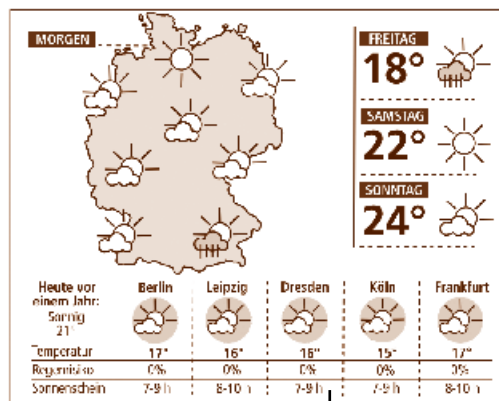 MORGEN
FREITAG
18°
SAMSTAG
22°
SONNTAG
24°
Heute vor
einem Jahr:
Sonnig
21°
Berlin Leipzig Dresden Köln Frankfurt
Temperatur 17° 16° 16° 15° 17°
Regenrisiko 0% 0% 0% 0% 0%
Sonnenschein 7-9 h 8-10 h 7-9 h 7-9 h 8-10 h